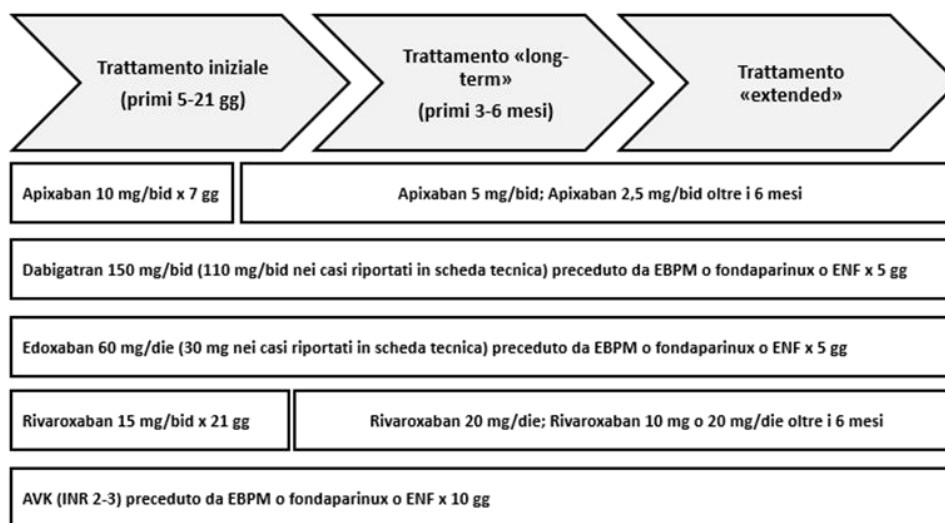 Trattamento iniziale
(primi 5-21 gg)
Trattamento «long-
term»
(primi 3-6 mesi)
Trattamento
«extended»
Apixaban 10 mg/bid x 7 gg
Apixaban 5 mg/bid; Apixaban 2,5 mg/bid oltre i 6 mesi
Dabigatran 150 mg/bid (110 mg/bid nei casi riportati in scheda tecnica) preceduto da EBPM o fondaparinux o ENF x 5 gg
Edoxaban 60 mg/die (30 mg nei casi riportati in scheda tecnica) preceduto da EBPM o fondaparinux o ENF x 5 gg
Rivaroxaban 15 mg/bid x 21 gg
Rivaroxaban 20 mg/die; Rivaroxaban 10 mg o 20 mg/die oltre i 6 mesi
AVK (INR 2-3) preceduto da EBPM o fondaparinux o ENF x 10 gg